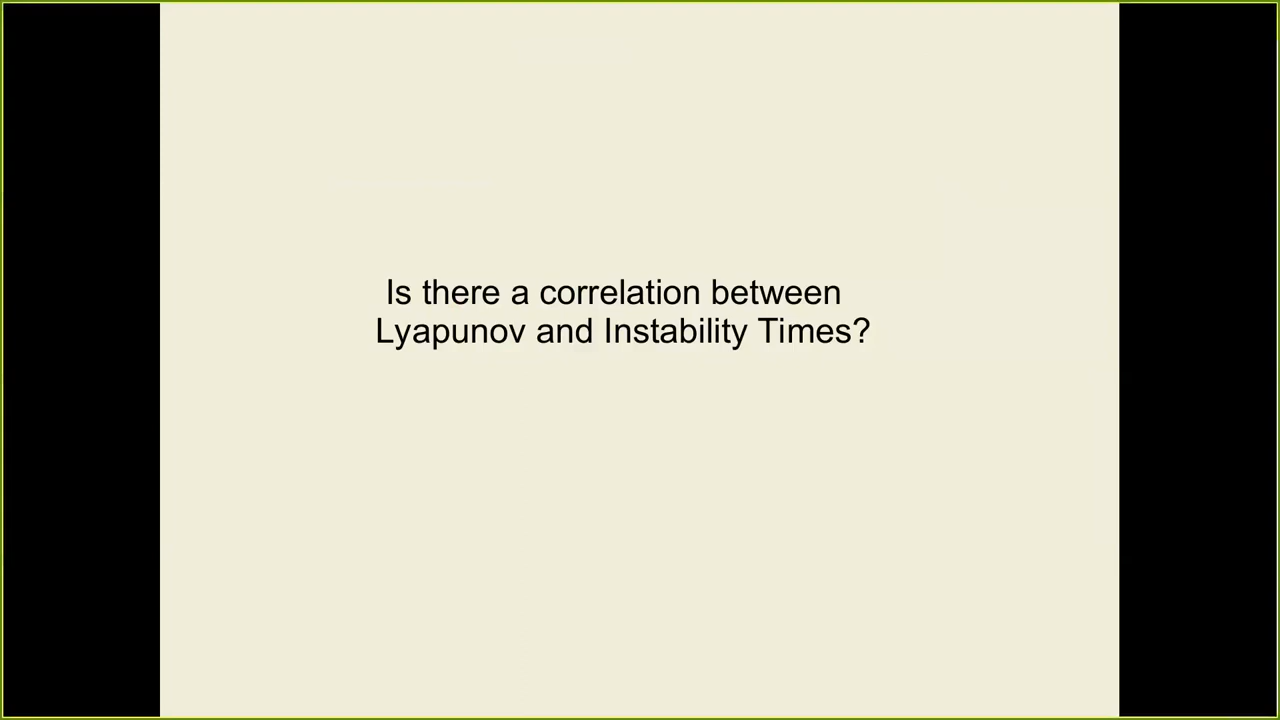 Is there a correlation between
Lyapunov and Instability Times?